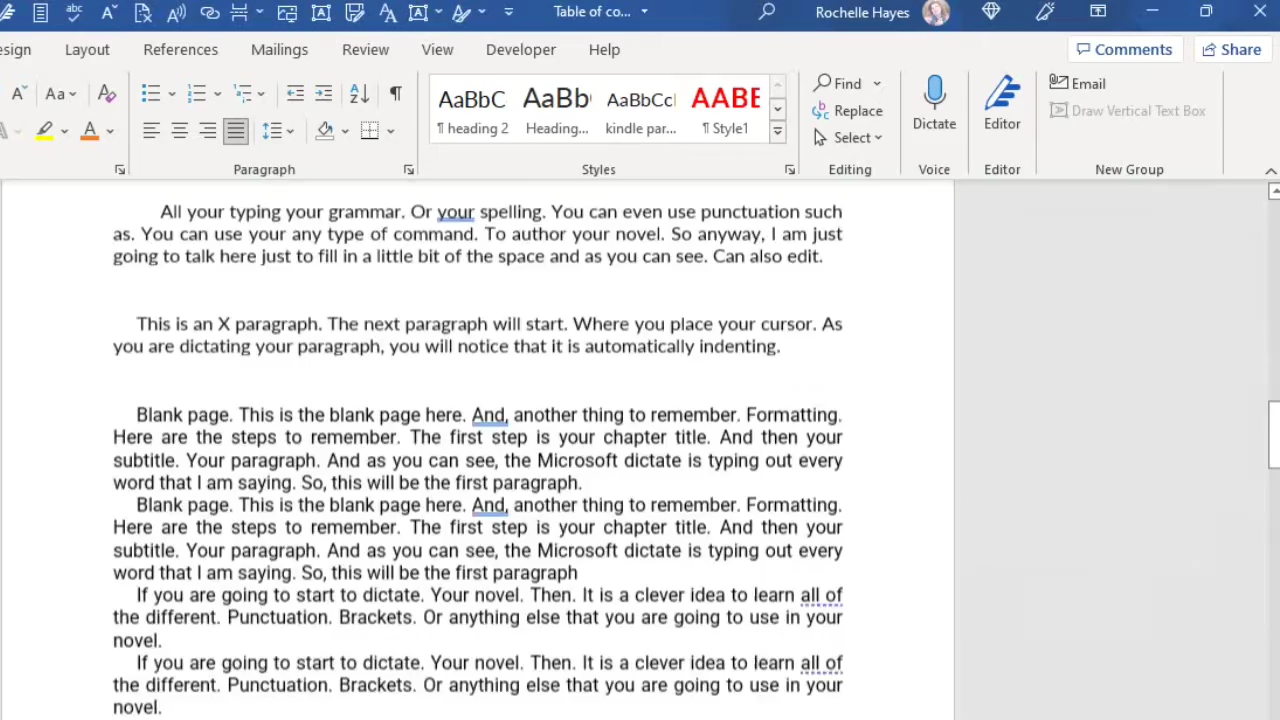 Table of co...
Rochelle Hayes
esign Layout References Mailings Review View Developer Help
Comments Share
Aa
AaBbC AaBb AaBbCcl AABE
¶ heading 2 Heading... kindle par... ¶ Style1
Find
Replace
Select
Dictate
Editor
Email
Draw Vertical Text Box
Paragraph Styles Editing Voice Editor New Group
All your typing your grammar. Or your spelling. You can even use punctuation such
as. You can use your any type of command. To author your novel. So anyway, I am just
going to talk here just to fill in a little bit of the space and as you can see. Can also edit.
This is an X paragraph. The next paragraph will start. Where you place your cursor. As
you are dictating your paragraph, you will notice that it is automatically indenting.
Blank page. This is the blank page here. And, another thing to remember. Formatting.
Here are the steps to remember. The first step is your chapter title. And then your
subtitle. Your paragraph. And as you can see, the Microsoft dictate is typing out every
word that I am saying. So, this will be the first paragraph.
Blank page. This is the blank page here. And, another thing to remember. Formatting.
Here are the steps to remember. The first step is your chapter title. And then your
subtitle. Your paragraph. And as you can see, the Microsoft dictate is typing out every
word that I am saying. So, this will be the first paragraph
If you are going to start to dictate. Your novel. Then. It is a clever idea to learn all of
the different. Punctuation. Brackets. Or anything else that you are going to use in your
novel.
If you are going to start to dictate. Your novel. Then. It is a clever idea to learn all of
the different. Punctuation. Brackets. Or anything else that you are going to use in your
novel.